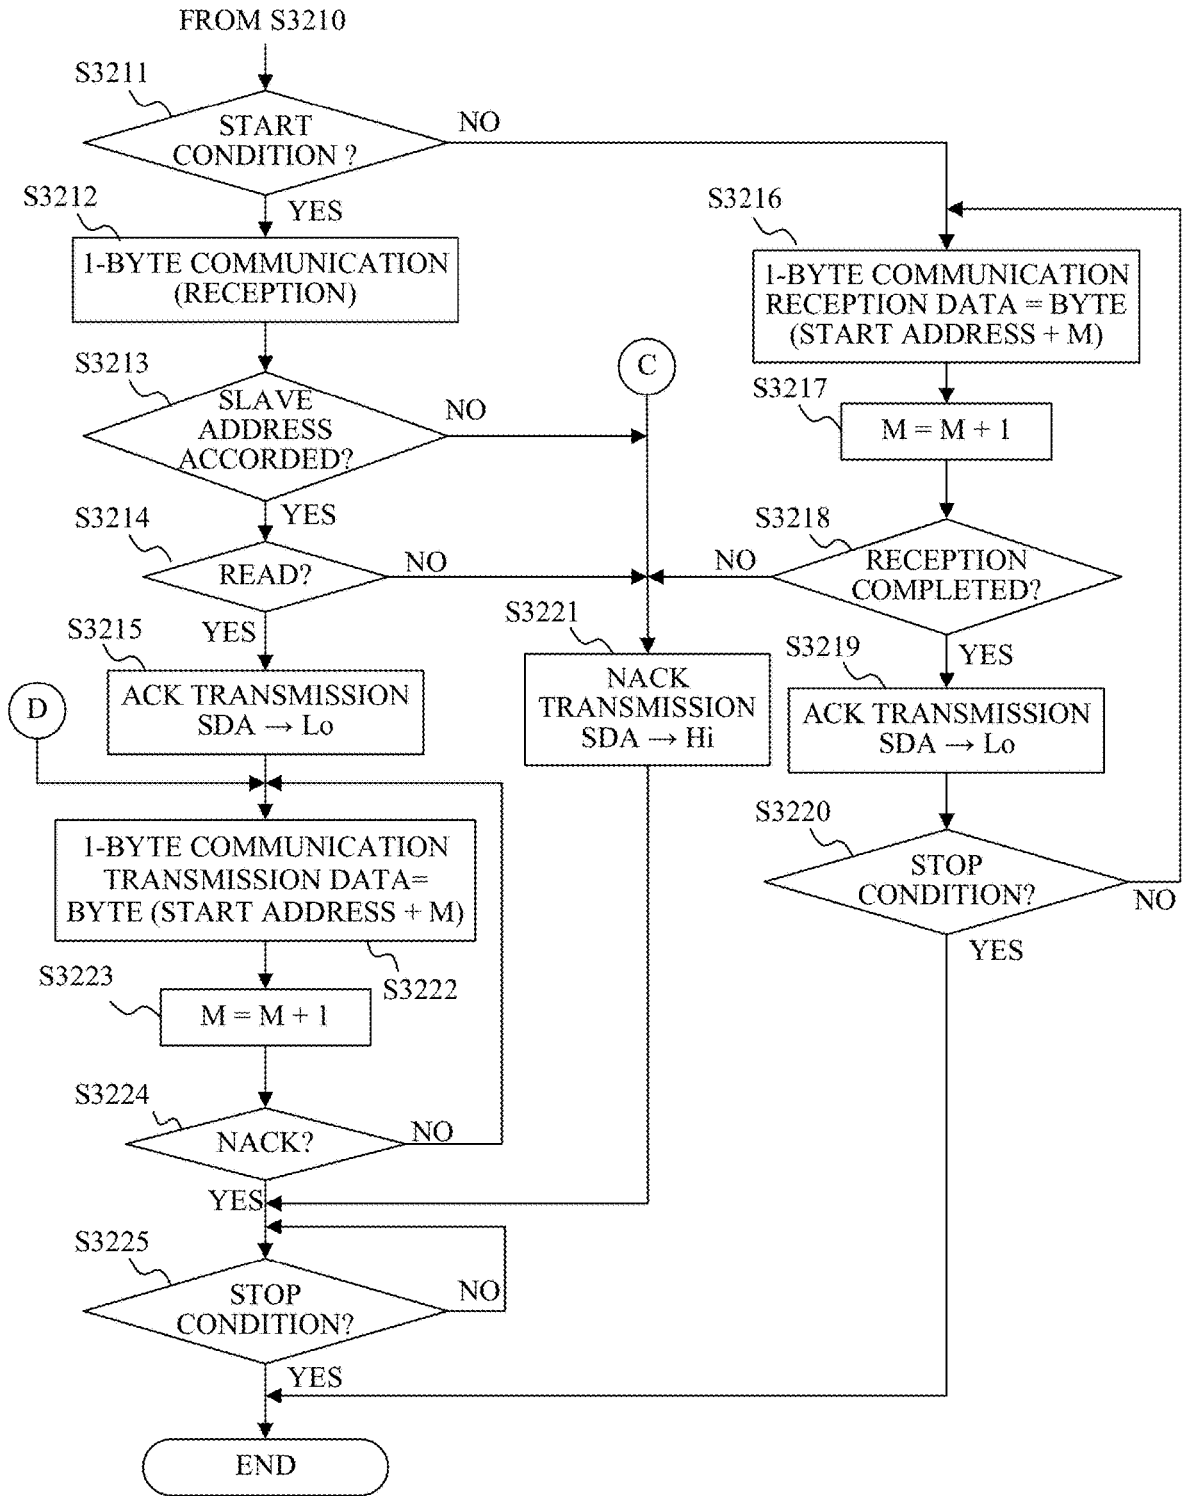 FROM S3210
S3211
START
CONDITION ?
NO
YES
S3212
1-BYTE COMMUNICATION
(RECEPTION)
S3213
SLAVE
ADDRESS
ACCORDED?
NO
YES
S3214
READ?
NO
YES
S3215
ACK TRANSMISSION
SDA → Lo
D
C
S3216
1-BYTE COMMUNICATION
RECEPTION DATA = BYTE
(START ADDRESS + M)
S3217
M = M + 1
S3218
RECEPTION
COMPLETED?
NO
YES
S3219
ACK TRANSMISSION
SDA → Lo
S3220
STOP
CONDITION?
NO
YES
S3221
NACK
TRANSMISSION
SDA → Hi
1-BYTE COMMUNICATION
TRANSMISSION DATA=
BYTE (START ADDRESS + M)
S3222
S3223
M = M + 1
S3224
NACK?
NO
YES
S3225
STOP
CONDITION?
NO
YES
END